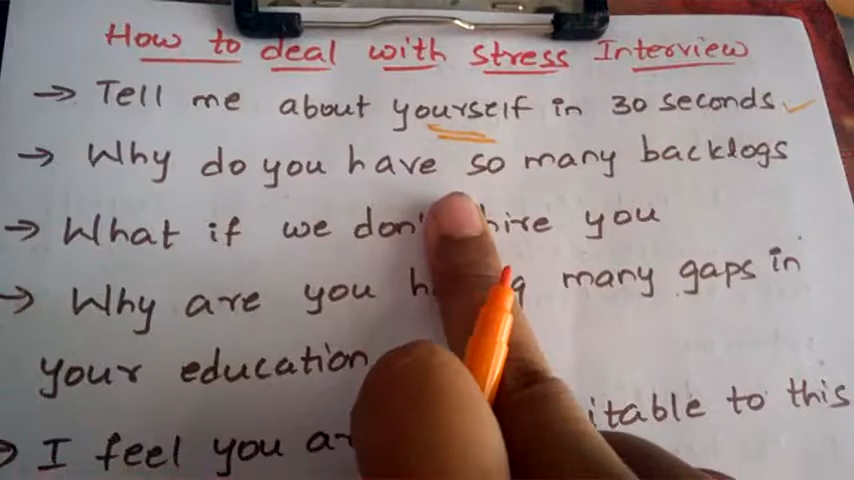 How to deal with stress Interview
→ Tell me about yourself in 30 seconds
→ Why do you have so many backlogs
→ What if we don't hire you
→ Why are you many gaps in
your education
→ I feel you to this